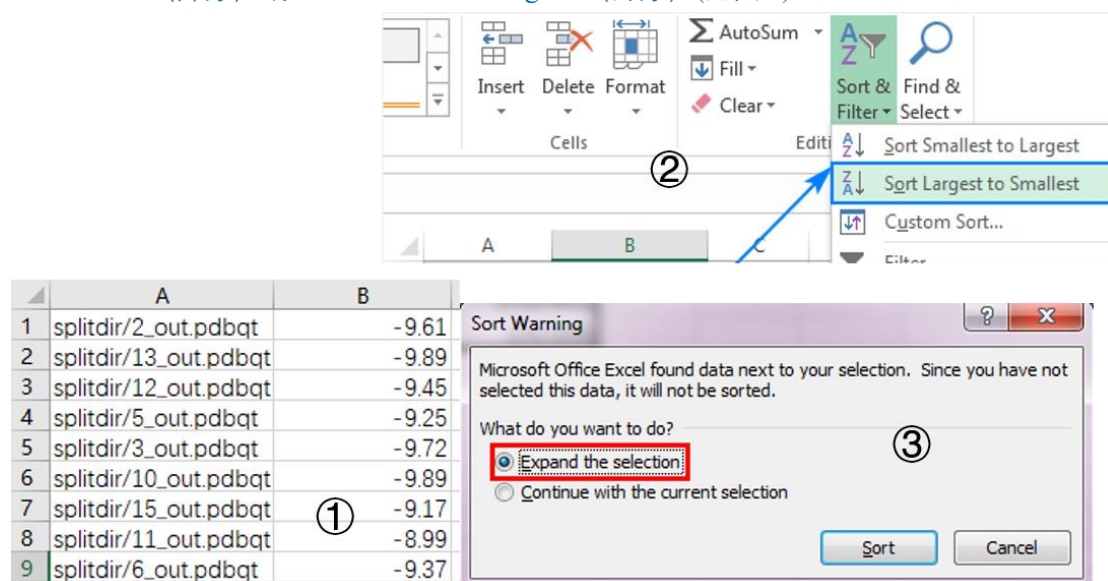 AutoSum
Fill
Insert Delete Format
Clear
Sort & Filter
Find & Select
Cells
Editi
Sort Smallest to Largest
Sort Largest to Smallest
Custom Sort...
②
A B C
A B
1 splitdir/2_out.pdbqt -9.61
2 splitdir/13_out.pdbqt -9.89
3 splitdir/12_out.pdbqt -9.45
4 splitdir/5_out.pdbqt -9.25
5 splitdir/3_out.pdbqt -9.72
6 splitdir/10_out.pdbqt -9.89
7 splitdir/15_out.pdbqt -9.17
8 splitdir/11_out.pdbqt -8.99
9 splitdir/6_out.pdbqt -9.37
①
Sort Warning
Microsoft Office Excel found data next to your selection. Since you have not
selected this data, it will not be sorted.
What do you want to do?
Expand the selection
Continue with the current selection
③
Sort Cancel